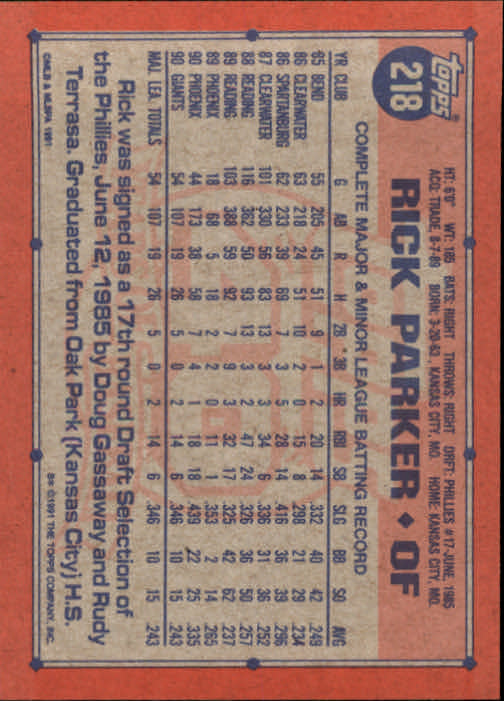 topps®
218
HT: 6'0" WT: 185 BATS: RIGHT THROWS: RIGHT DRFT: PHILLIES #17-JUNE, 1985
ACQ: TRADE, 8-7-89 BORN: 3-20-63, KANSAS CITY, MO. HOME: KANSAS CITY, MO.
RICK PARKER ♦ OF
COMPLETE MAJOR & MINOR LEAGUE BATTING RECORD
YR CLUB G AB R H 2B 3B HR RBI SB SLG BB SO AVG
85 BEND 55 205 45 51 9 1 2 20 14 .332 40 42 .249
86 CLEARWATER 63 218 24 51 10 2 0 15 8 .298 21 29 .234
86 SPARTANBURG 62 233 39 69 7 3 5 28 14 .416 36 39 .296
87 CLEARWATER 101 330 56 83 13 3 3 34 6 .336 31 36 .252
88 READING 116 362 50 93 13 3 3 47 24 .326 36 50 .257
89 READING 103 388 59 92 7 9 3 32 17 .325 42 62 .237
89 PHOENIX 18 68 5 18 2 2 0 11 1 .353 2 14 .265
90 PHOENIX 44 173 38 58 7 4 1 18 18 .439 22 25 .335
90 GIANTS 54 107 19 26 5 0 2 14 6 .346 10 15 .243
MAJ. LEA. TOTALS 54 107 19 26 5 0 2 14 6 .346 10 15 .243
Rick was signed as a 17th round Draft Selection of
the Phillies, June 12, 1985 by Doug Gassaway and Rudy
Terrasa. Graduated from Oak Park (Kansas City) H.S.
©MLB & MLBPA 1991
B* ©1991 THE TOPPS COMPANY, INC.